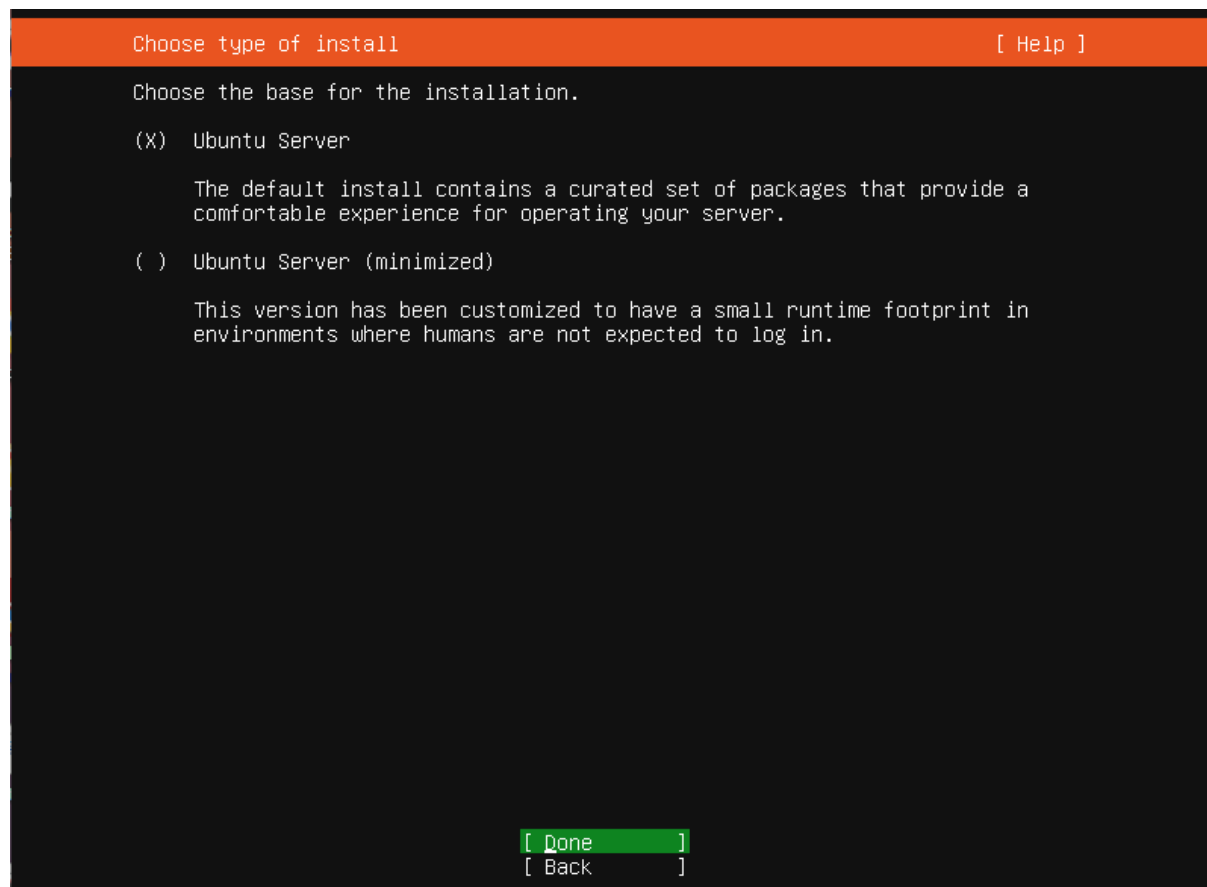 Choose type of install [ Help ]
Choose the base for the installation.
(X) Ubuntu Server
The default install contains a curated set of packages that provide a
comfortable experience for operating your server.
( ) Ubuntu Server (minimized)
This version has been customized to have a small runtime footprint in
environments where humans are not expected to log in.
[ Done ]
[ Back ]